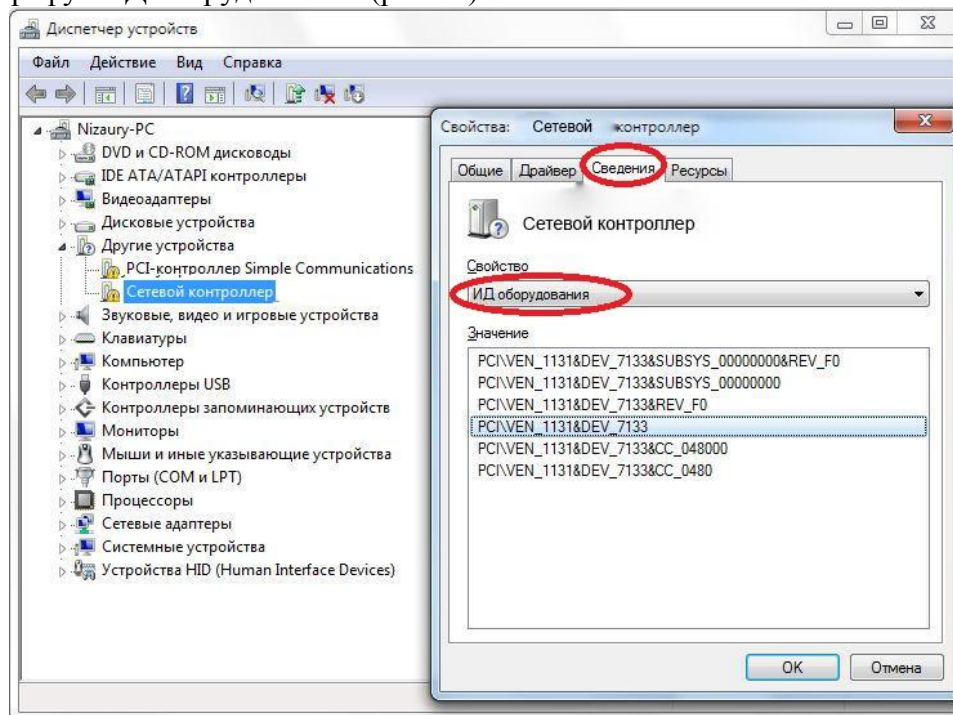 Диспетчер устройств
Файл Действие Вид Справка
Nizaury-PC
DVD и CD-ROM дисководы
IDE ATA/ATAPI контроллеры
Видеоадаптеры
Дисковые устройства
Другие устройства
PCI-контроллер Simple Communications
Сетевой контроллер
Звуковые, видео и игровые устройства
Клавиатуры
Компьютер
Контроллеры USB
Контроллеры запоминающих устройств
Мониторы
Мыши и иные указывающие устройства
Порты (COM и LPT)
Процессоры
Сетевые адаптеры
Системные устройства
Устройства HID (Human Interface Devices)
Свойства: Сетевой контроллер
Общие Драйвер Сведения Ресурсы
Сетевой контроллер
Свойство
ИД оборудования
Значение
PCI\VEN_1131&DEV_7133&SUBSYS_00000000&REV_F0
PCI\VEN_1131&DEV_7133&SUBSYS_00000000
PCI\VEN_1131&DEV_7133&REV_F0
PCI\VEN_1131&DEV_7133
PCI\VEN_1131&DEV_7133&CC_048000
PCI\VEN_1131&DEV_7133&CC_0480
OK Отмена